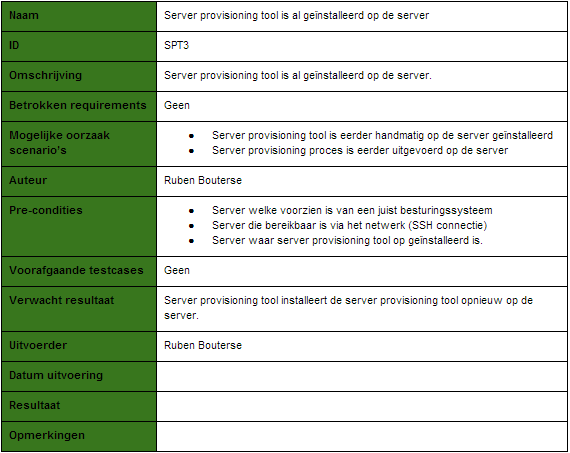 Naam
Server provisioning tool is al geïnstalleerd op de server
ID
SPT3
Omschrijving
Server provisioning tool is al geïnstalleerd op de server.
Betrokken requirements
Geen
Mogelijke oorzaak
scenario's
● Server provisioning tool is eerder handmatig op de server geïnstalleerd
● Server provisioning proces is eerder uitgevoerd op de server
Auteur
Ruben Bouterse
Pre-condities
● Server welke voorzien is van een juist besturingssysteem
● Server die bereikbaar is via het netwerk (SSH connectie)
● Server waar server provisioning tool op geïnstalleerd is.
Voorafgaande testcases
Geen
Verwacht resultaat
Server provisioning tool installeert de server provisioning tool opnieuw op de
server.
Uitvoerder
Ruben Bouterse
Datum uitvoering
Resultaat
Opmerkingen